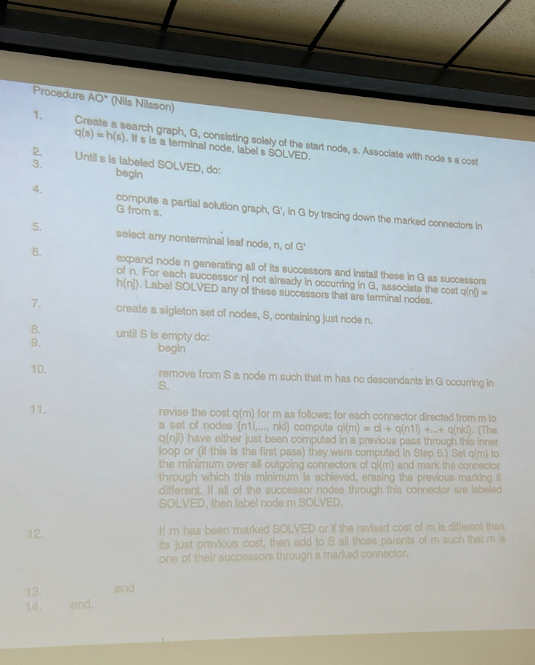 Procedure AO* (Nils Nilsson)
1. Create a search graph, G, consisting solely of the start node, s. Associate with node s a cost
q(s) = h(s). If s is a terminal node, label s SOLVED.
2. Until s is labeled SOLVED, do:
3. begin
4. compute a partial solution graph, G', in G by tracing down the marked connectors in
G from s.
5. select any nonterminal leaf node, n, of G'
6. expand node n generating all of its successors and install these in G as successors
of n. For each successor nj not already in occurring in G, associate the cost q(nj) =
h(nj). Label SOLVED any of these successors that are terminal nodes.
7. create a sigleton set of nodes, S, containing just node n.
8. until S is empty do:
9. begin
10. remove from S a node m such that m has no descendants in G occurring in
S.
11. revise the cost q(m) for m as follows: for each connector directed from m to
a set of nodes {n1i,..., nki} compute qi(m) = ci + q(n1i) +...+ q(nki). (The
q(nji) have either just been computed in a previous pass through this inner
loop or (if this is the first pass) they were computed in Step 6.) Set q(m) to
the minimum over all outgoing connectors of qi(m) and mark the connector
through which this minimum is achieved, erasing the previous marking if
different. If all of the successor nodes through this connector are labeled
SOLVED, then label node m SOLVED.
12. If m has been marked SOLVED or if the revised cost of m is different than
its just previous cost, then add to S all those parents of m such that m is
one of their successors through a marked connector.
13. end
14. end.